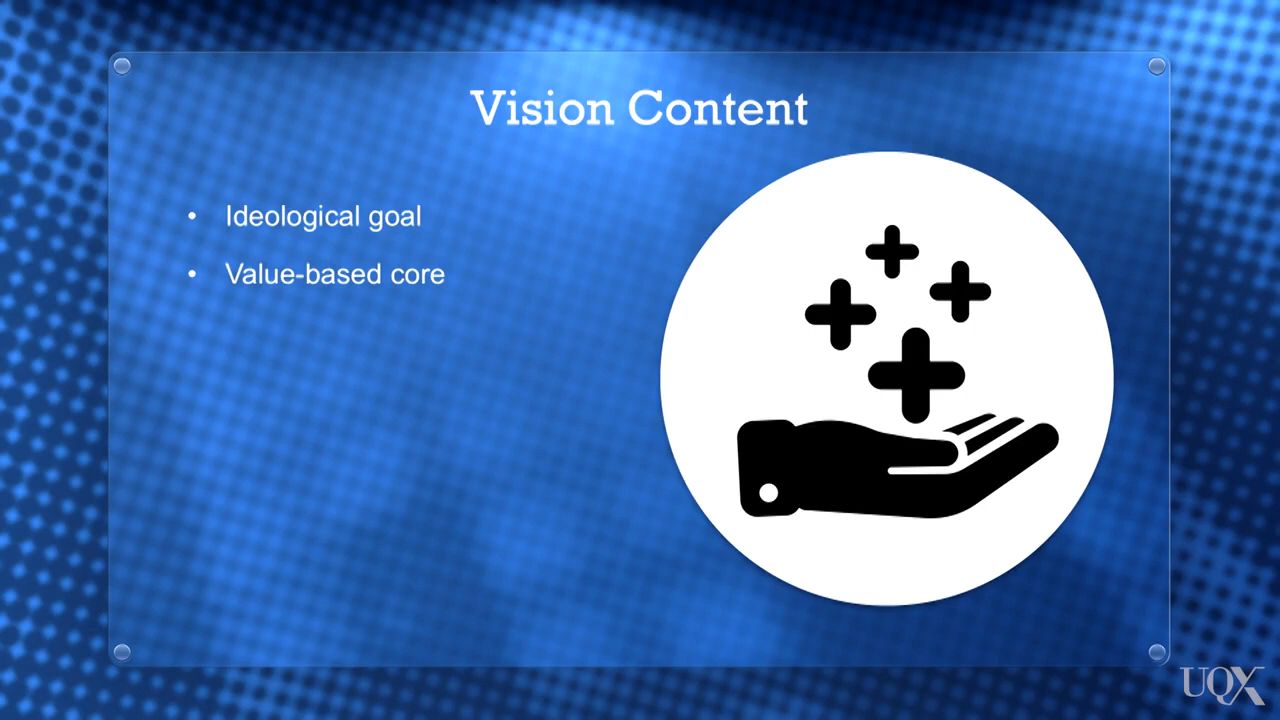 Vision Content
• Ideological goal
• Value-based core
UQX